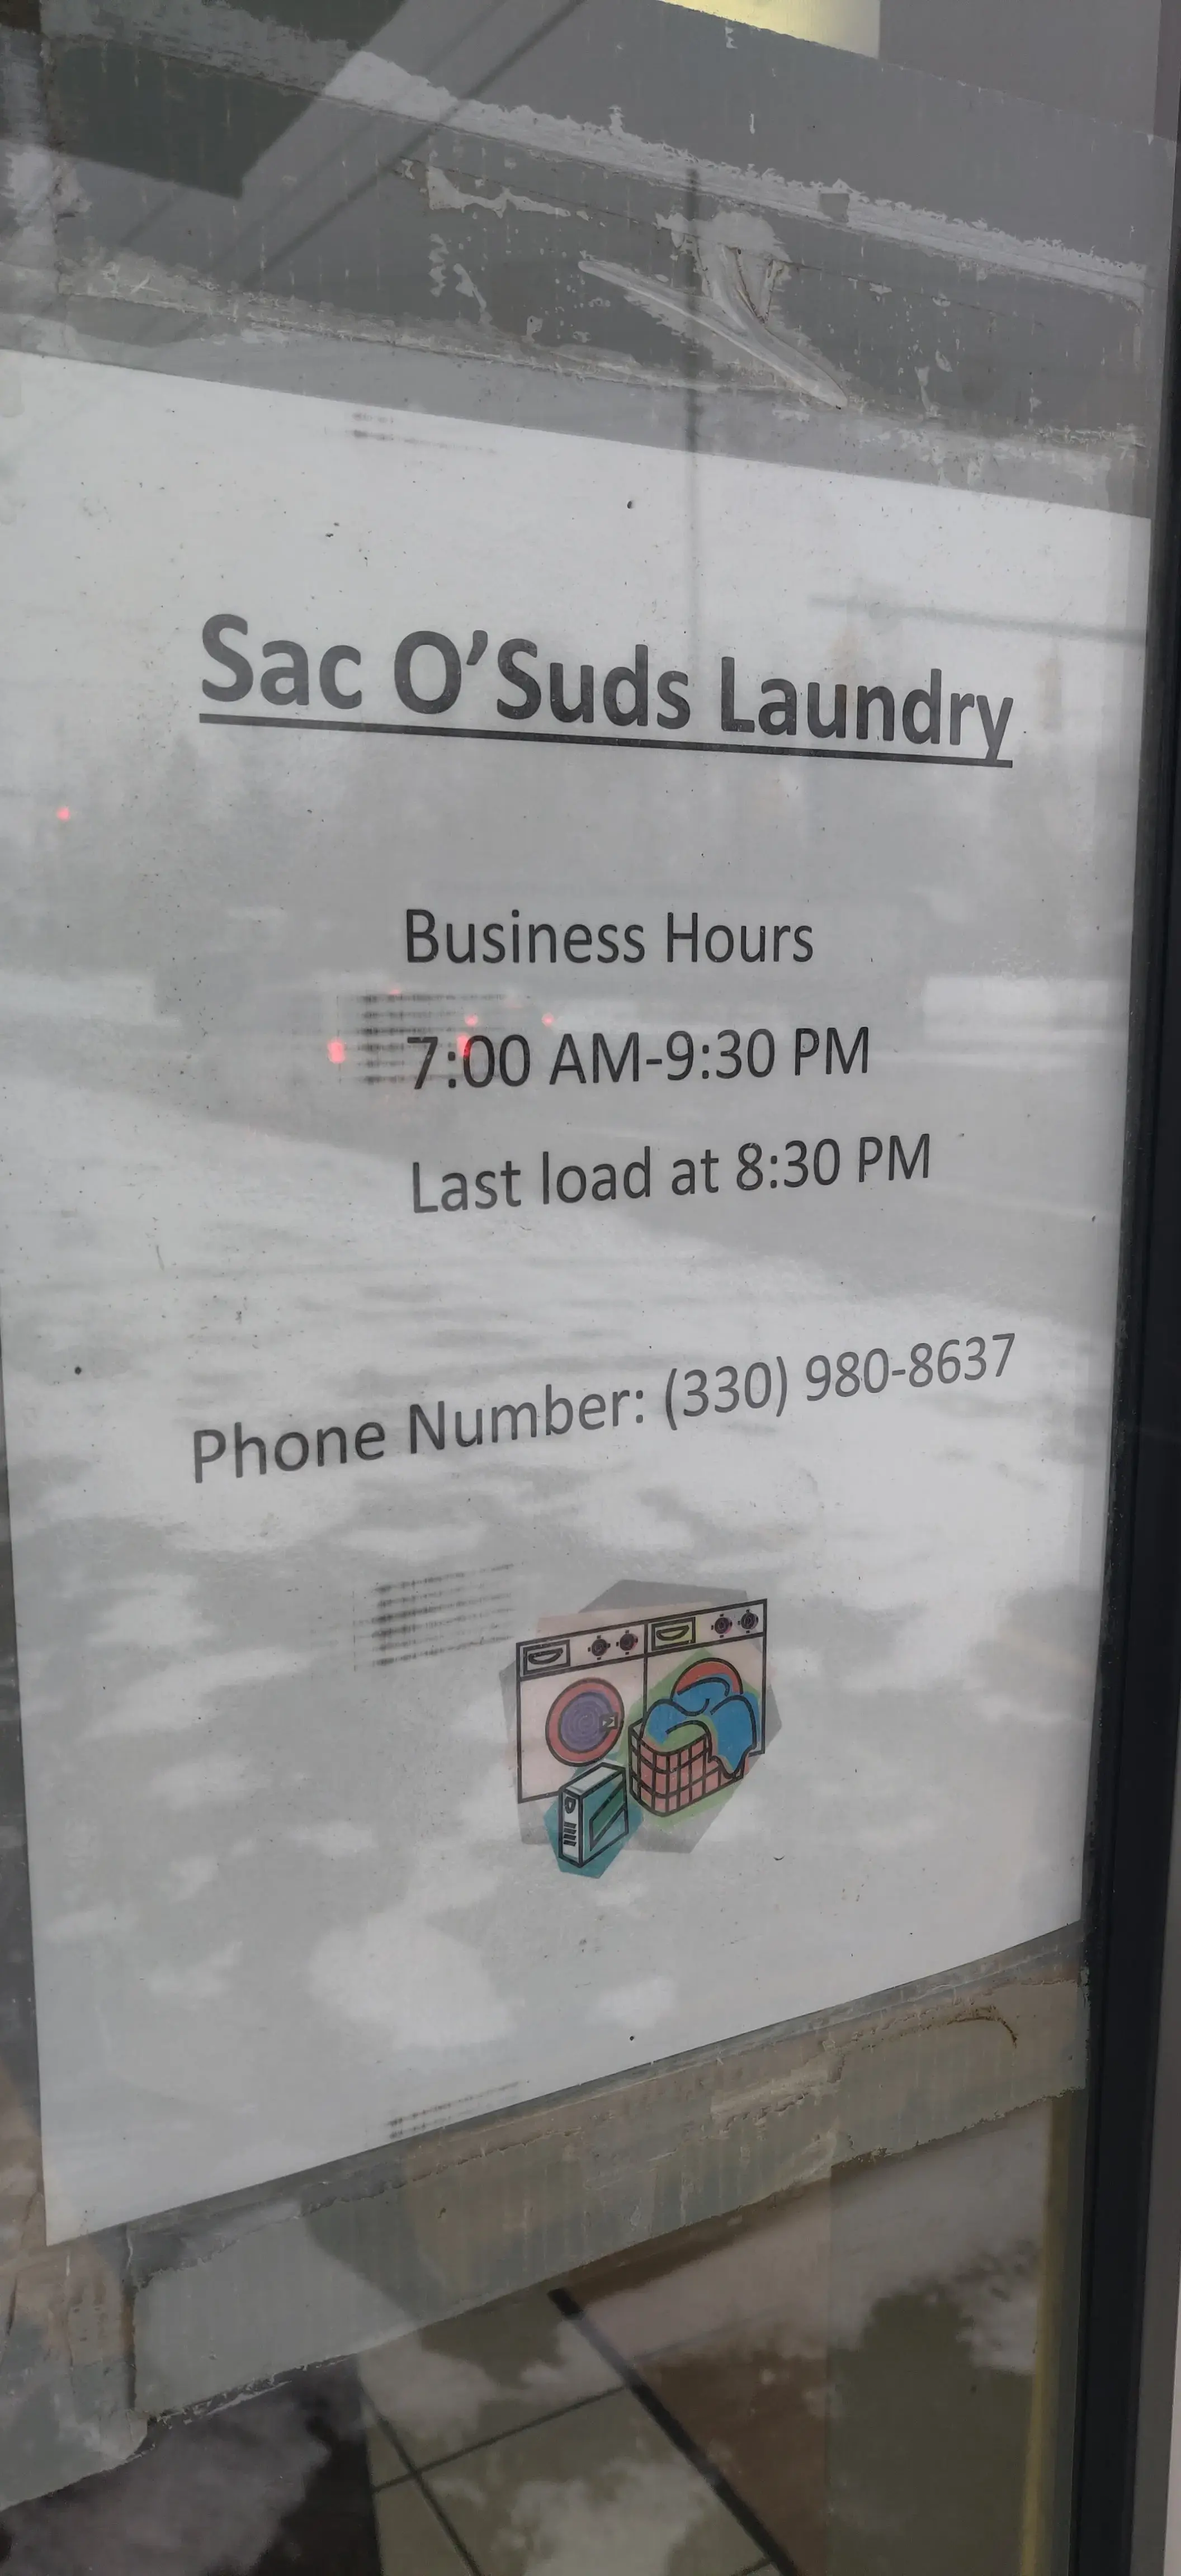 Sac O'Suds Laundry
Business Hours
7:00 AM-9:30 PM
Last load at 8:30 PM
Phone Number: (330) 980-8637